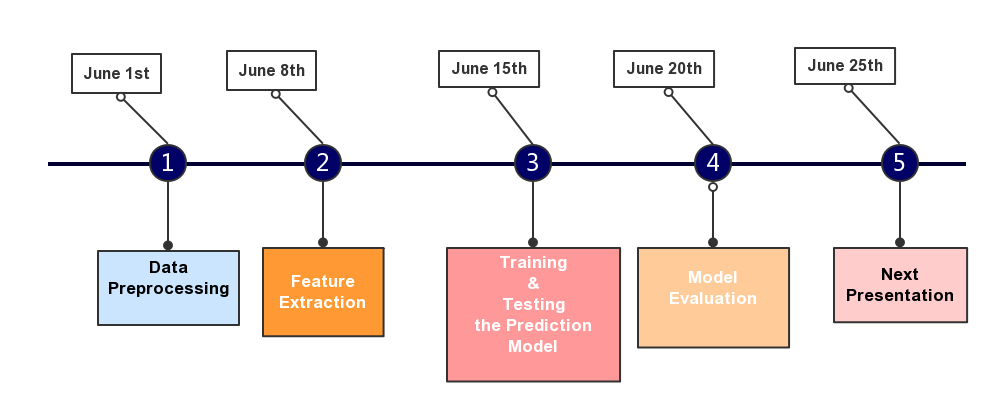 June 1st
June 8th
June 15th
June 20th
June 25th
1
2
3
4
5
Data
Preprocessing
Feature
Extraction
Training
&
Testing
the Prediction
Model
Model
Evaluation
Next
Presentation